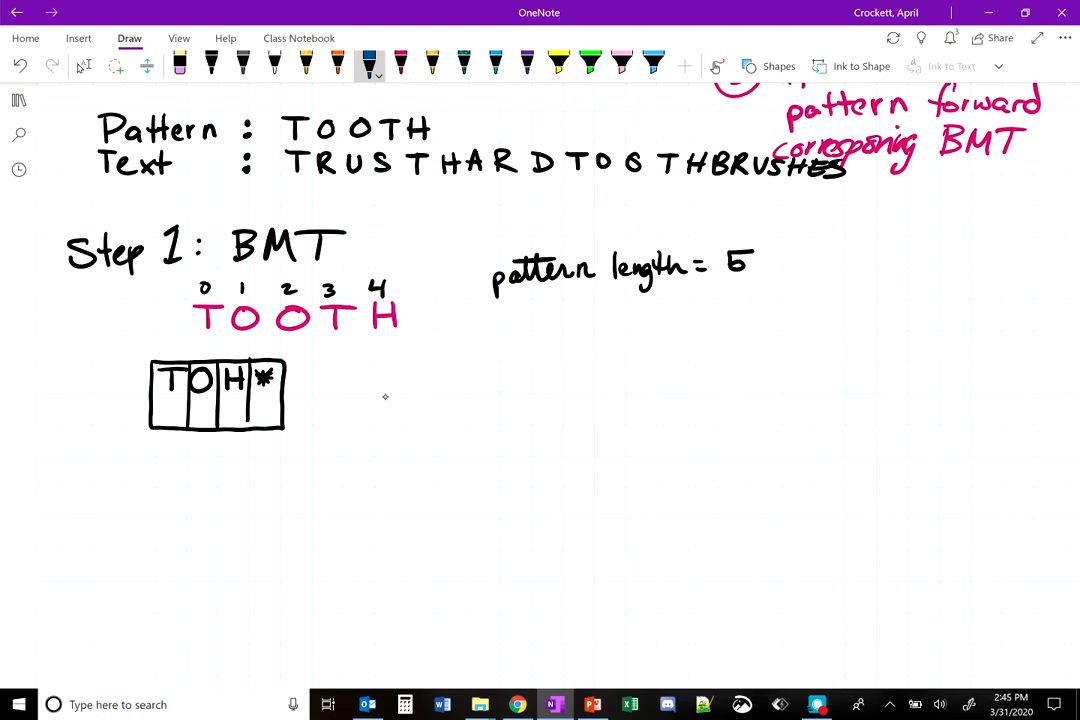 OneNote
Crockett, April
Home Insert Draw View Help Class Notebook
3 Share
Shapes Ink to Shape Ink to Text
pattern forward
corresponing BMT
Pattern : TOOTH
Text : TRUSTHARDTOOTHBRUSHES
Step 1: BMT
pattern length = 5
0 1 2 3 4
T O O T H
T O H *
Type here to search
2:45 PM
3/31/2020